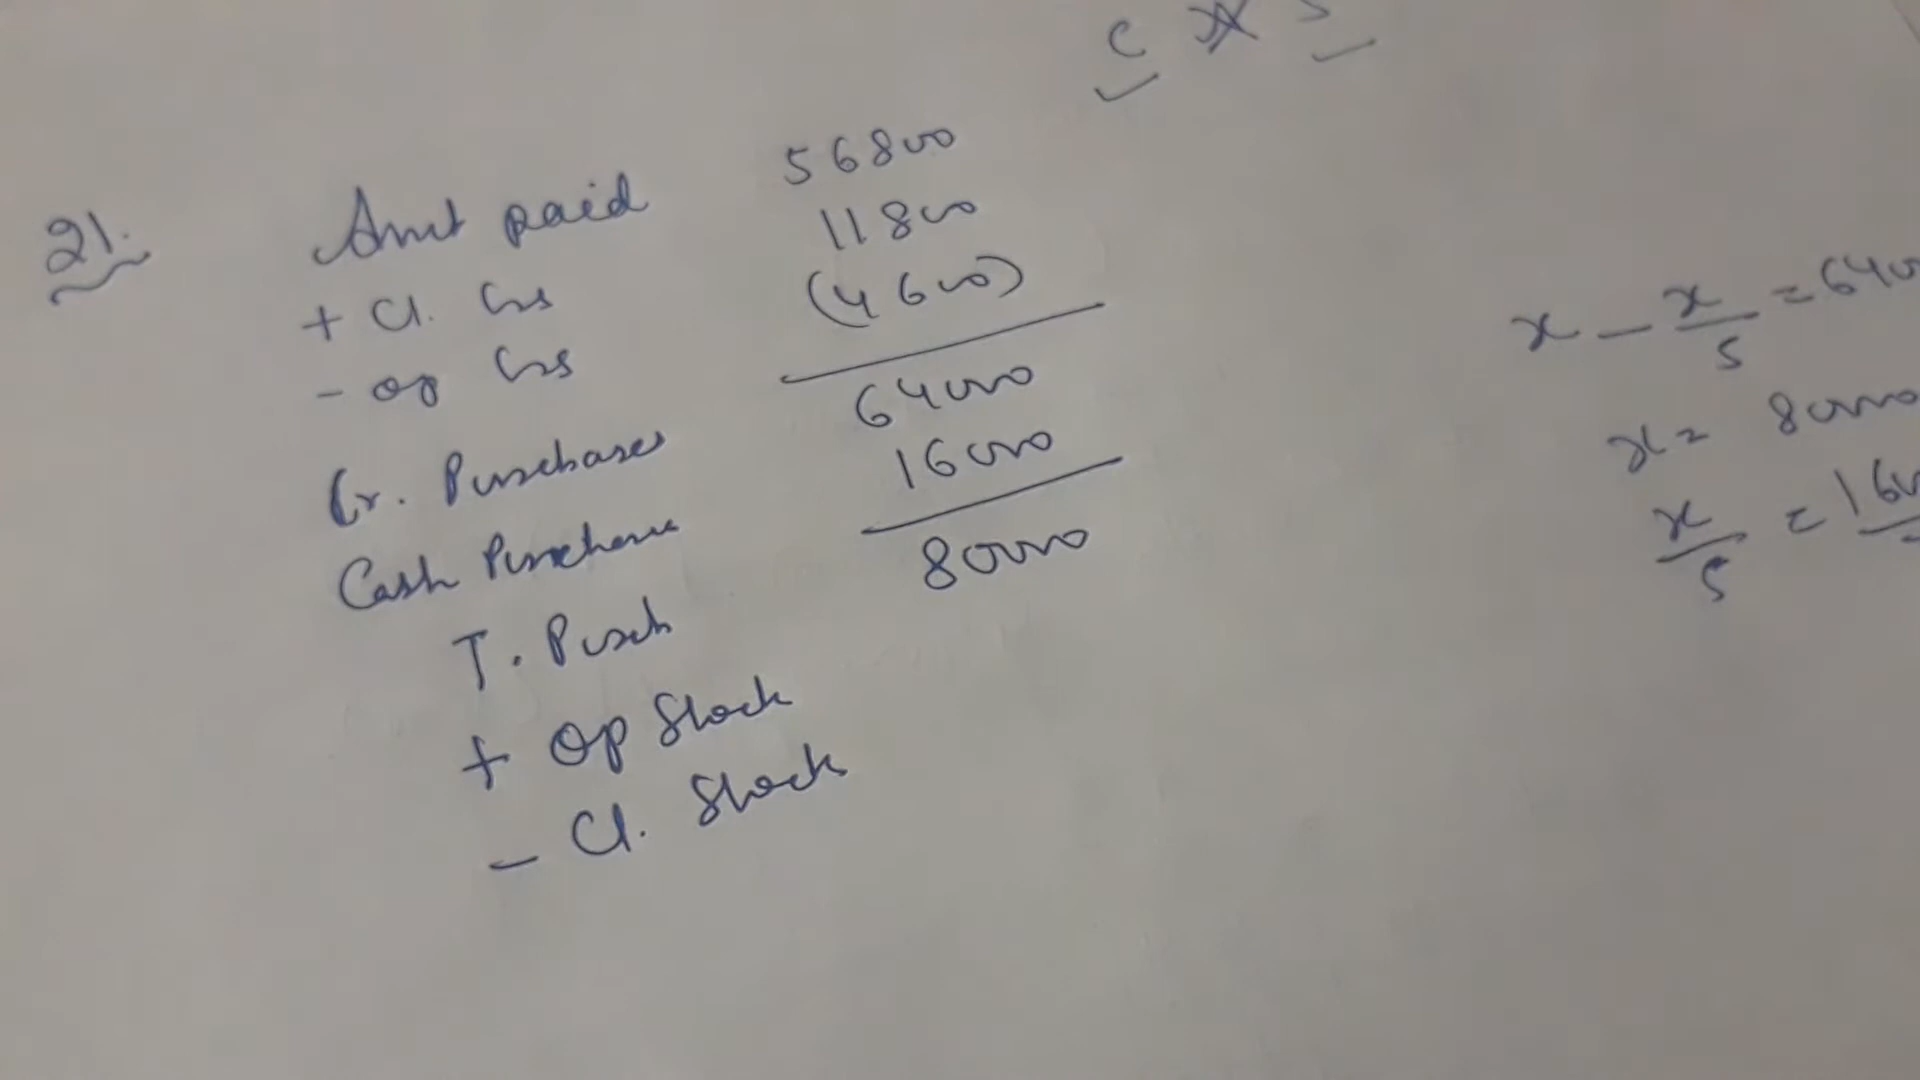 21. Amt paid 56800
+ Cl. Crs 11800
- op Crs (4600)
Cr. Purchases 64000
Cash Purchase 16000
T. Purch 80000
+ Op Stock
- Cl. Stock
x - x/5 = 640
x = 8000
x/5 = 160